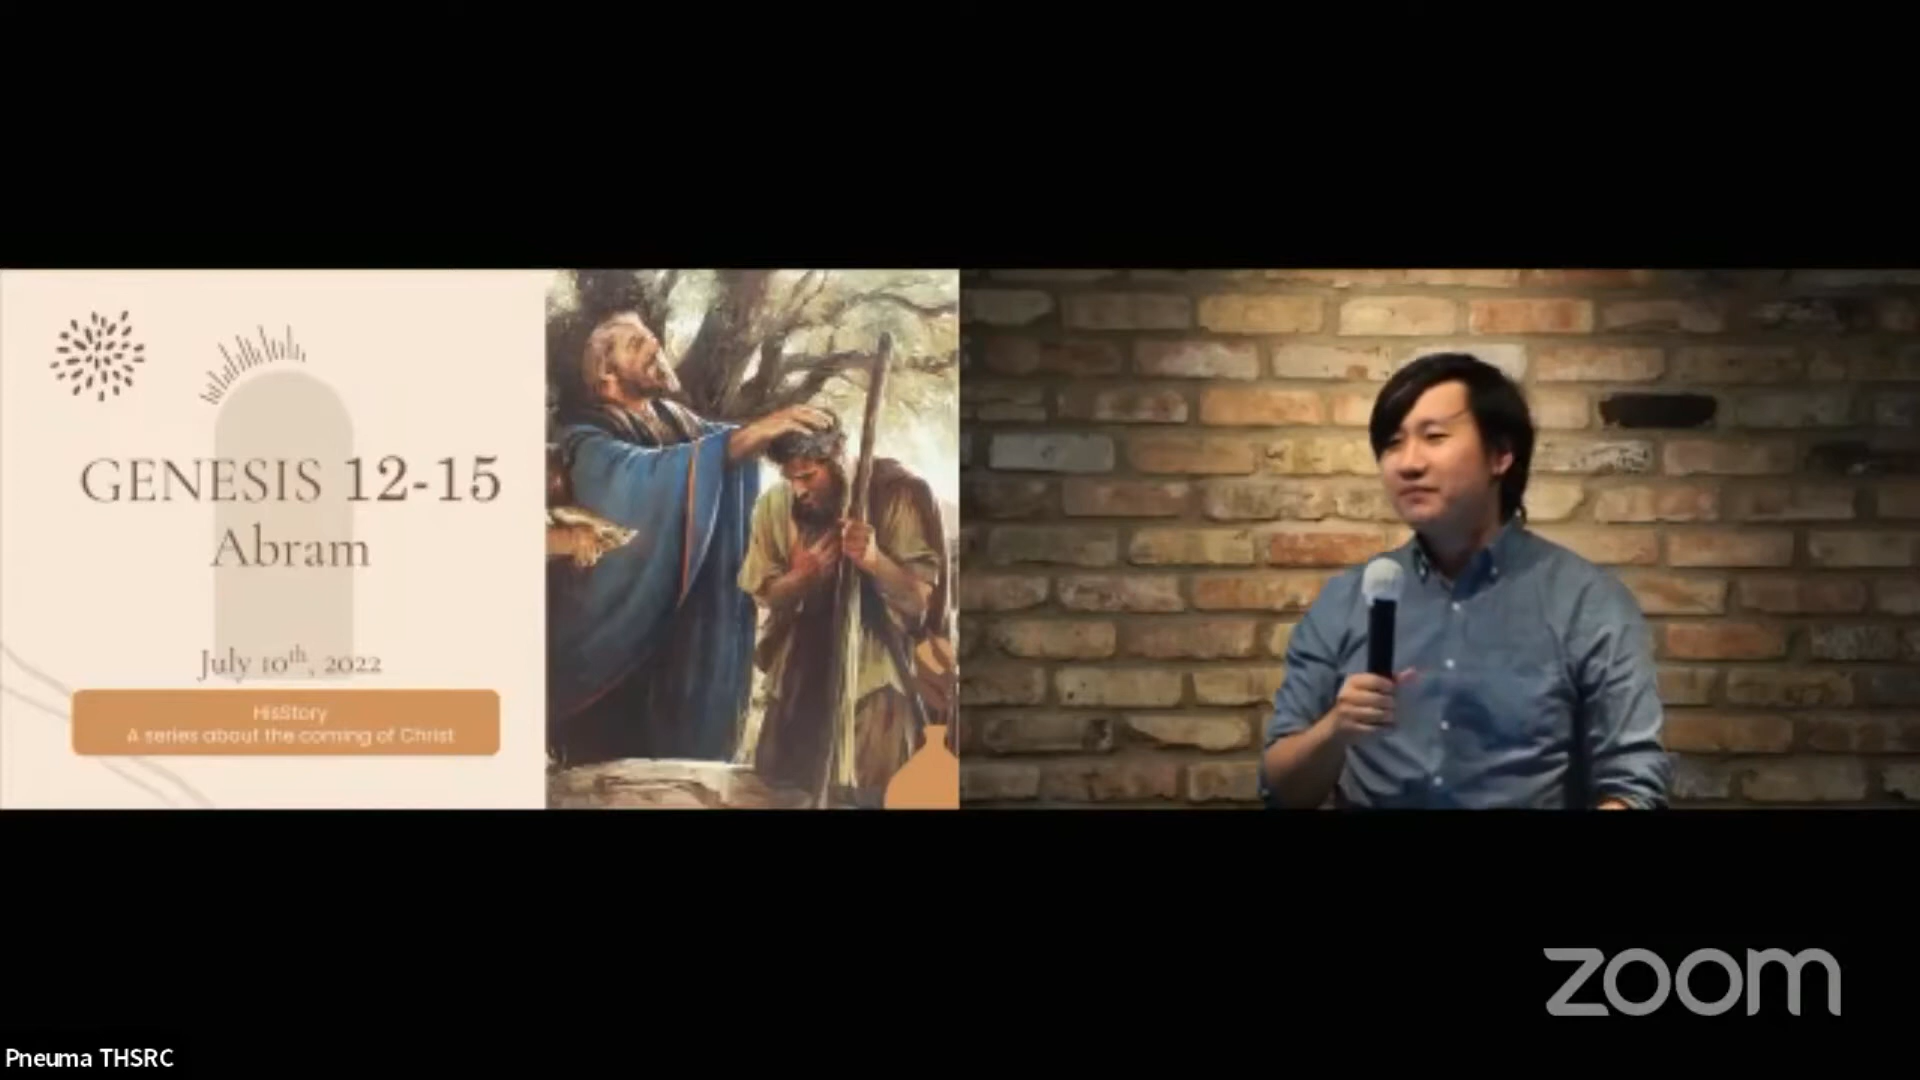 GENESIS 12-15
Abram
July 10th, 2022
HisStory
A series about the coming of Christ
zoom
Pneuma THSRC